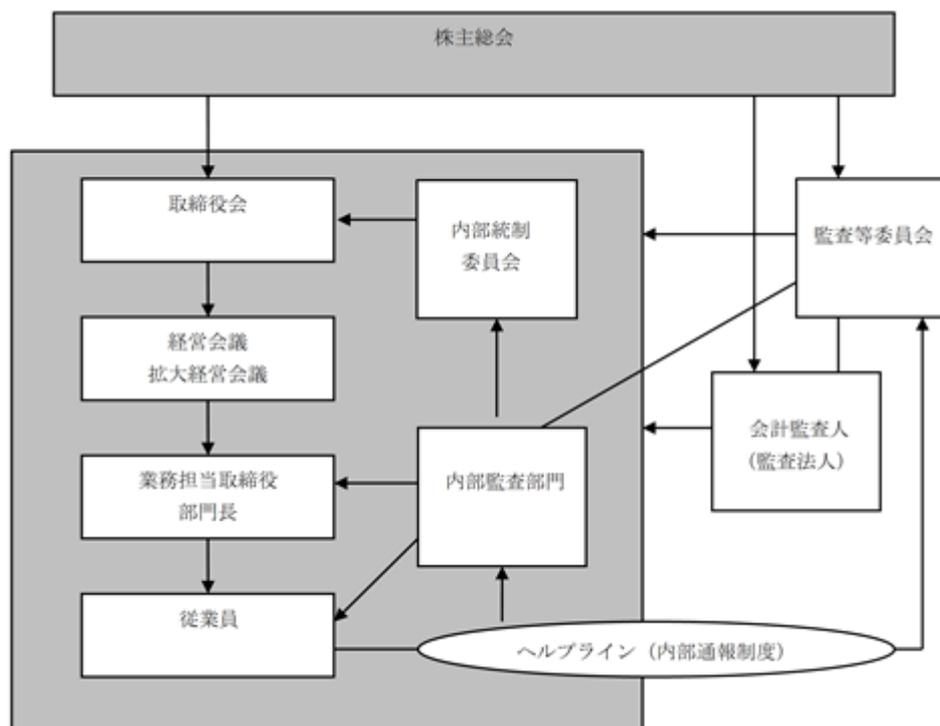 株主総会
取締役会
内部統制
委員会
監査等委員会
経営会議
拡大経営会議
会計監査人
（監査法人）
業務担当取締役
部門長
内部監査部門
従業員
ヘルプライン（内部通報制度）